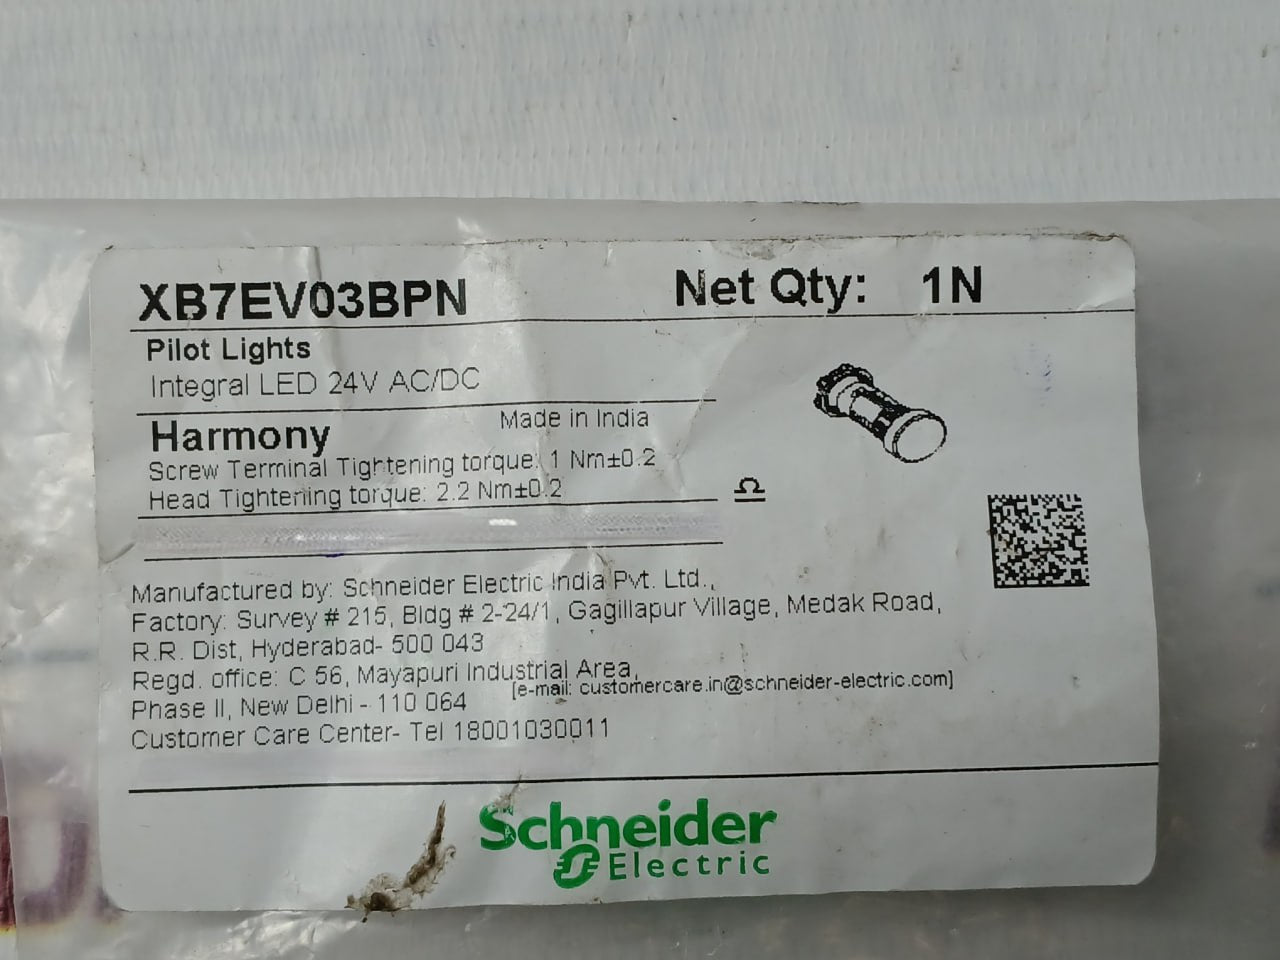 XB7EV03BPN Net Qty: 1N
Pilot Lights
Integral LED 24V AC/DC
Harmony Made in India
Screw Terminal Tightening torque: 1 Nm±0.2
Head Tightening torque: 2.2 Nm±0.2
Manufactured by: Schneider Electric India Pvt. Ltd.,
Factory: Survey # 215, Bldg # 2-24/1, Gagillapur Village, Medak Road,
R.R. Dist, Hyderabad- 500 043
Regd. office: C 56, Mayapuri Industrial Area,
Phase II, New Delhi - 110 064 [e-mail: customercare.in@schneider-electric.com]
Customer Care Center- Tel 18001030011
Schneider
Electric